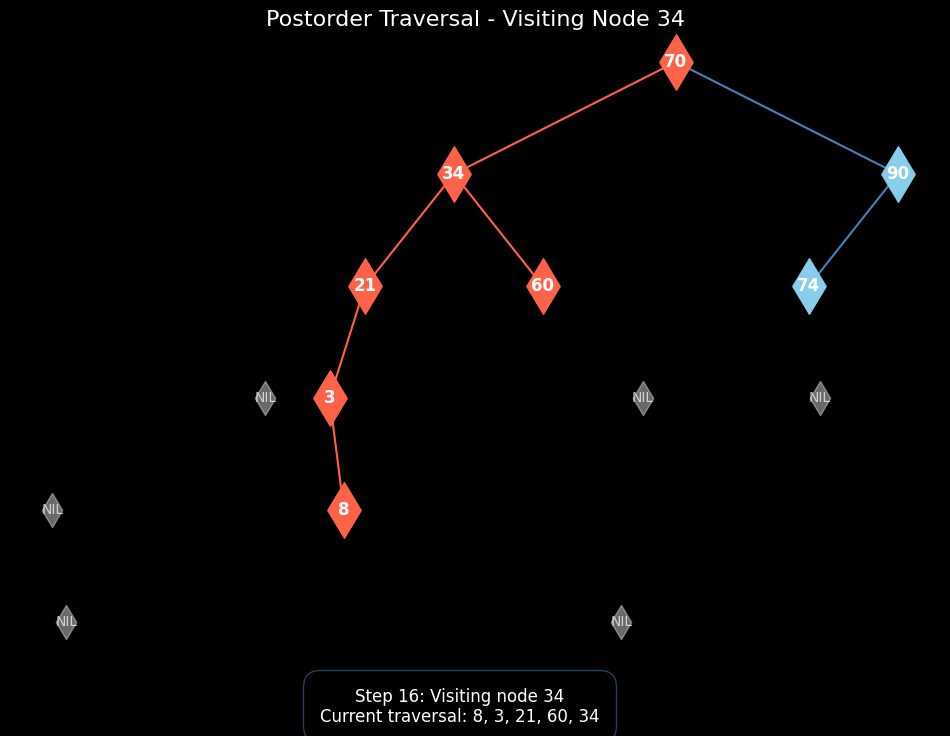 Postorder Traversal - Visiting Node 34
70
34
90
21
60
74
NIL
3
NIL
NIL
NIL
8
NIL
NIL
Step 16: Visiting node 34
Current traversal: 8, 3, 21, 60, 34